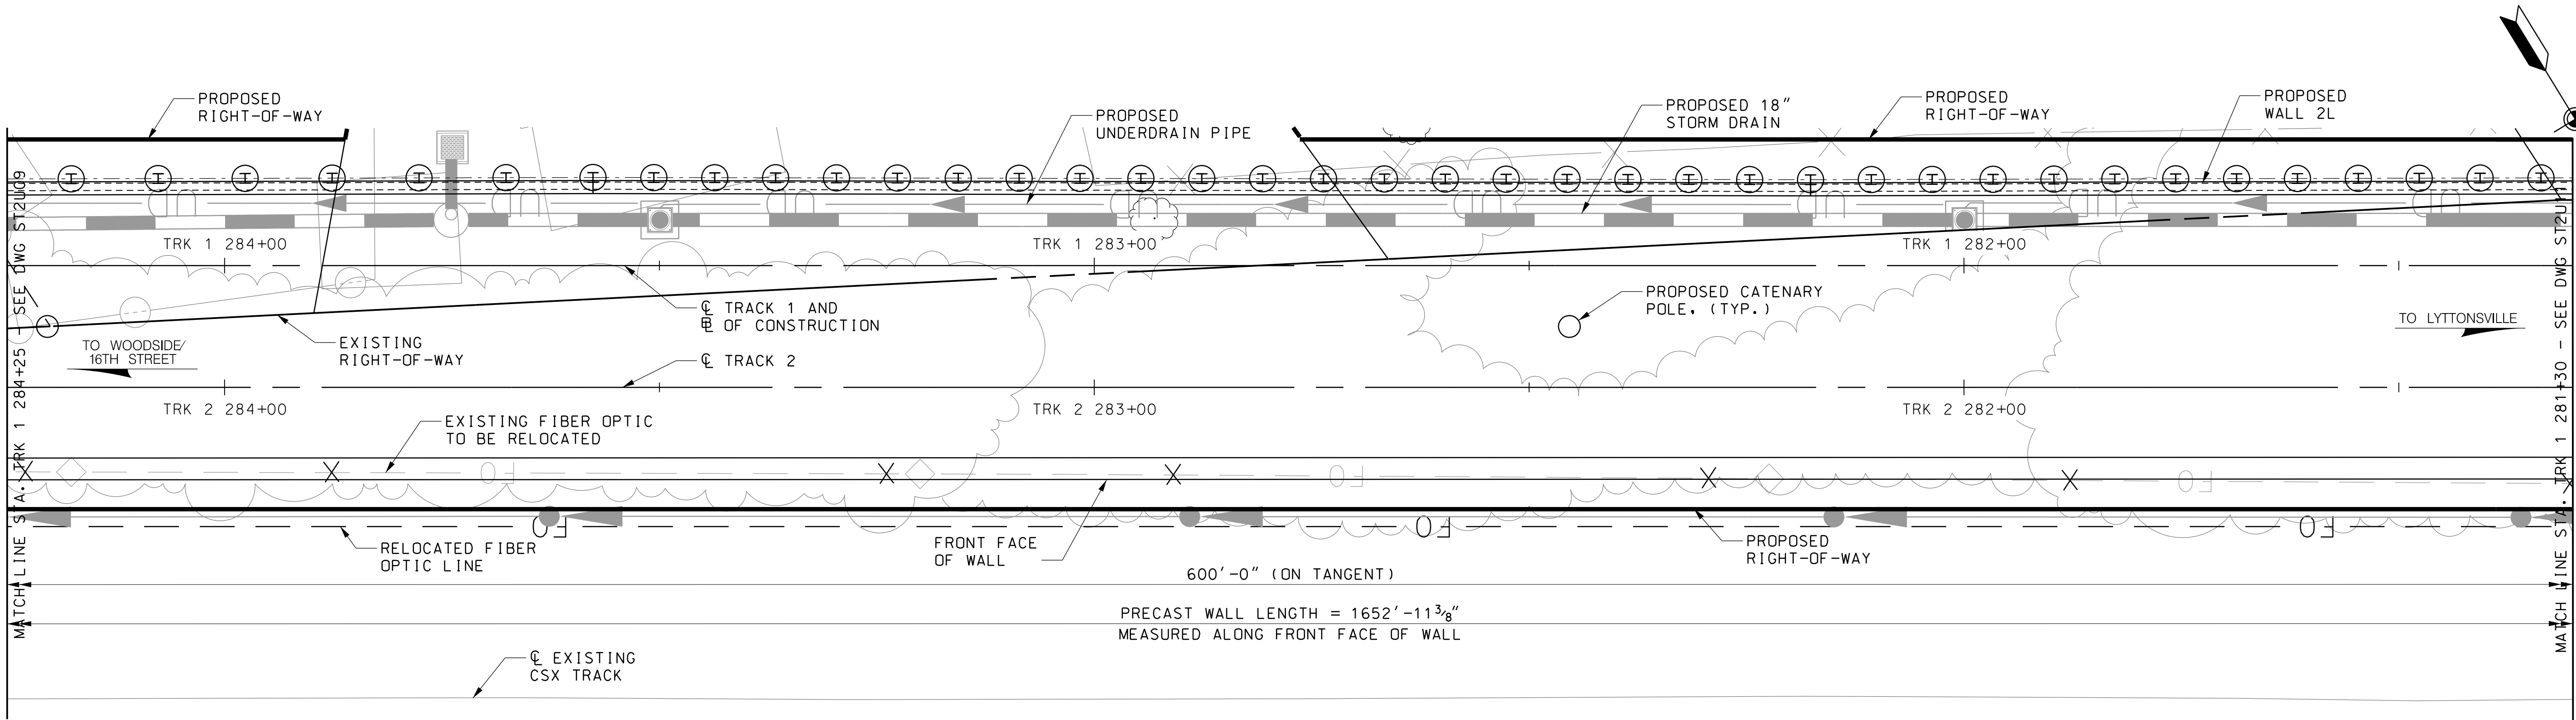 PROPOSED
RIGHT-OF-WAY
PROPOSED
UNDERDRAIN PIPE
PROPOSED 18"
STORM DRAIN
PROPOSED
RIGHT-OF-WAY
PROPOSED
WALL 2L
TRK 1 284+00
TRK 1 283+00
TRK 1 282+00
℄ TRACK 1 AND
BL OF CONSTRUCTION
EXISTING
RIGHT-OF-WAY
℄ TRACK 2
PROPOSED CATENARY
POLE, (TYP.)
TO WOODSIDE/
16TH STREET
TO LYTTONSVILLE
TRK 2 284+00
TRK 2 283+00
TRK 2 282+00
EXISTING FIBER OPTIC
TO BE RELOCATED
FO
FO
FO
FO
FO
FO
RELOCATED FIBER
OPTIC LINE
FRONT FACE
OF WALL
PROPOSED
RIGHT-OF-WAY
600'-0" (ON TANGENT)
PRECAST WALL LENGTH = 1652'-11⅜"
MEASURED ALONG FRONT FACE OF WALL
℄ EXISTING
CSX TRACK
MATCH LINE STA. TRK 1 284+25 - SEE DWG ST2U09
MATCH LINE STA. TRK 1 281+30 - SEE DWG